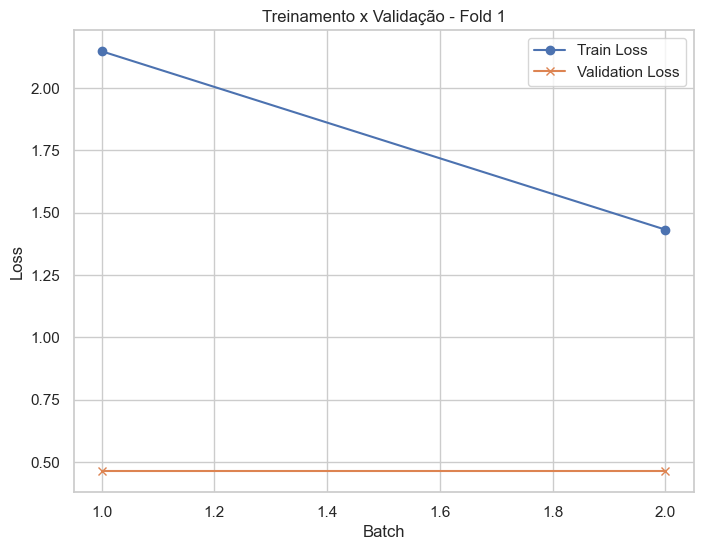 Treinamento x Validação - Fold 1
Train Loss
Validation Loss
2.00
1.75
1.50
1.25
1.00
0.75
0.50
Loss
1.0
1.2
1.4
1.6
1.8
2.0
Batch